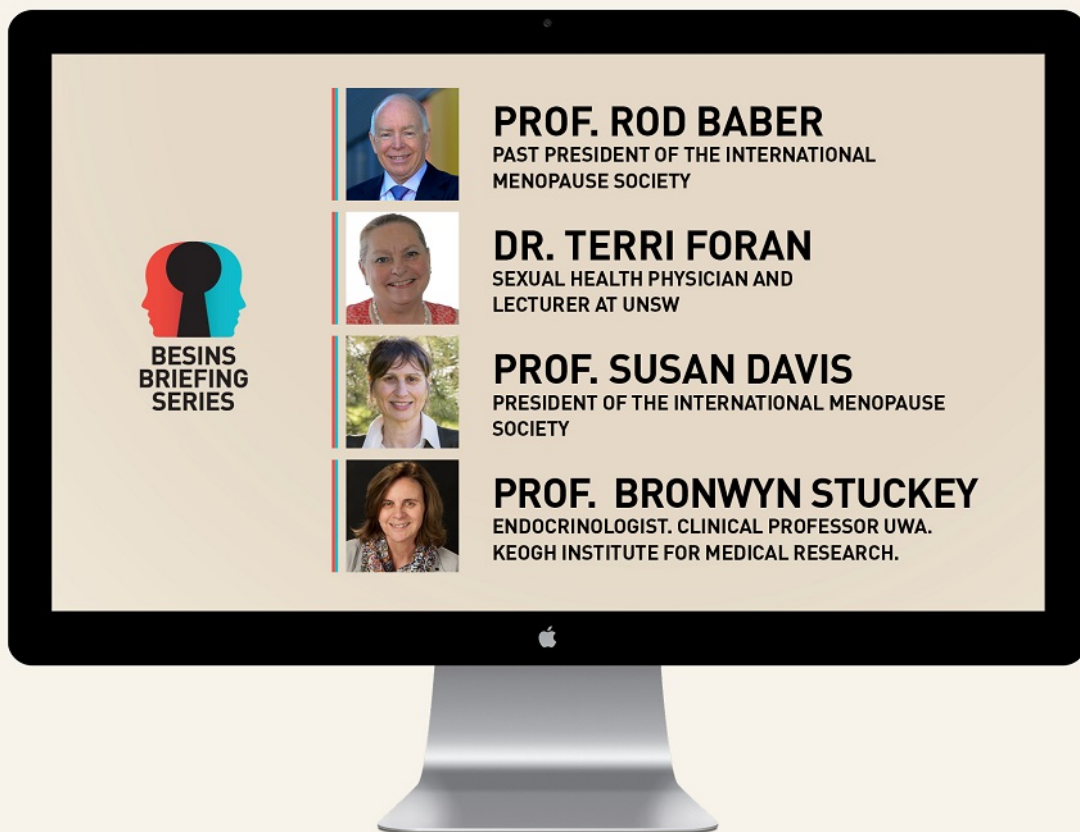 PROF. ROD BABER
PAST PRESIDENT OF THE INTERNATIONAL
MENOPAUSE SOCIETY
DR. TERRI FORAN
SEXUAL HEALTH PHYSICIAN AND
LECTURER AT UNSW
BESINS
BRIEFING
SERIES
PROF. SUSAN DAVIS
PRESIDENT OF THE INTERNATIONAL MENOPAUSE
SOCIETY
PROF. BRONWYN STUCKEY
ENDOCRINOLOGIST. CLINICAL PROFESSOR UWA.
KEOGH INSTITUTE FOR MEDICAL RESEARCH.